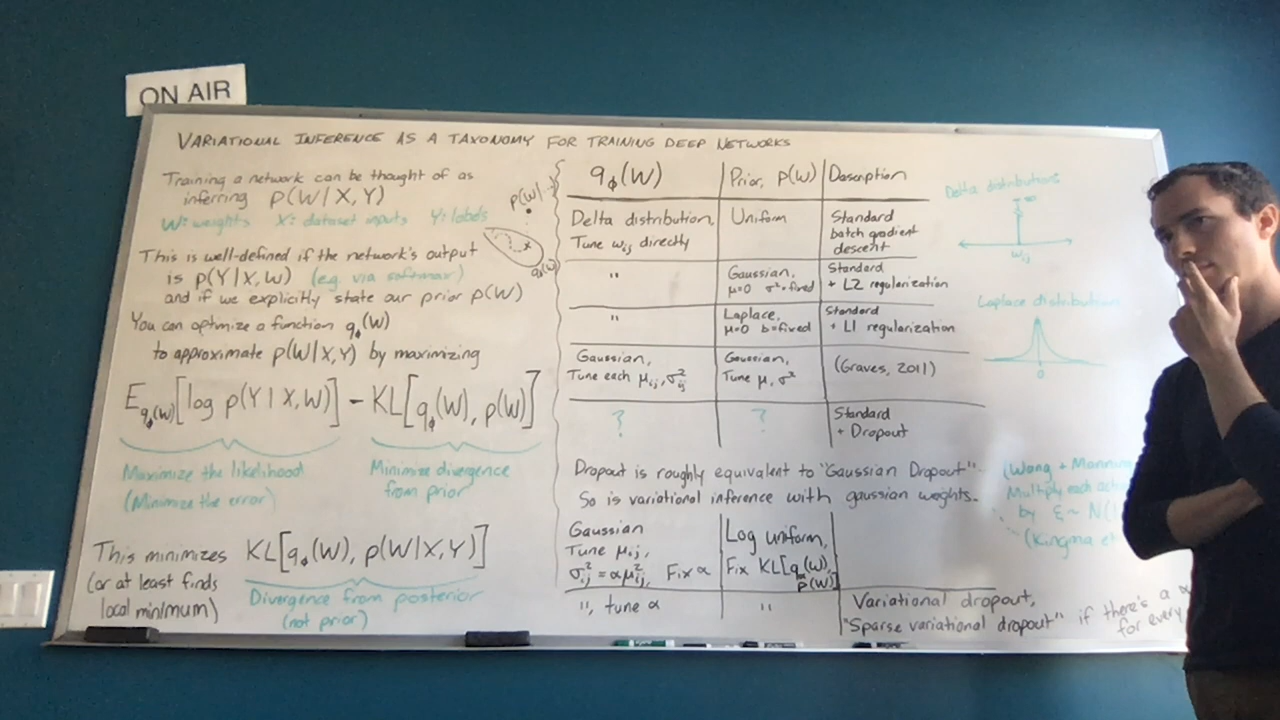 ON AIR
VARIATIONAL INFERENCE AS A TAXONOMY FOR TRAINING DEEP NETWORKS
Training a network can be thought of as
inferring p(W|X,Y)
W: weights X: dataset inputs Y: labels
p(W|...)
q_ϕ(W)
This is well-defined if the network's output
is p(Y|X,W) (e.g. via softmax)
and if we explicitly state our prior p(W)
You can optimize a function q_ϕ(W)
to approximate p(W|X,Y) by maximizing
E_{q_ϕ(W)}[log p(Y|X,W)] - KL[q_ϕ(W), p(W)]
Maximize the likelihood
(Minimize the error)
Minimize divergence
from prior
This minimizes KL[q_ϕ(W), p(W|X,Y)]
(or at least finds
local minimum)
Divergence from posterior
(not prior)
q_ϕ(W) Prior, p(W) Description
Delta distribution, Uniform Standard
Tune w_ij directly batch gradient
descent
" Gaussian, Standard
μ=0 σ²=fixed + L2 regularization
" Laplace, Standard
μ=0 b=fixed + L1 regularization
Gaussian, Gaussian, (Graves, 2011)
Tune each μ_ij, σ²_ij Tune μ, σ²
? ? Standard
+ Dropout
Dropout is roughly equivalent to "Gaussian Dropout".
So is variational inference with gaussian weights.
Gaussian Log uniform,
Tune μ_ij, Fix KL[q_ϕ(W),
σ²_ij = αμ²_ij, Fix α p(W)]
", tune α " Variational dropout,
"Sparse variational dropout" if there's a α
for every
Delta distributions
∞
w_ij
Laplace distribution
0
(Wang +
Multiply each
by ε~ N(1
(Kingma et